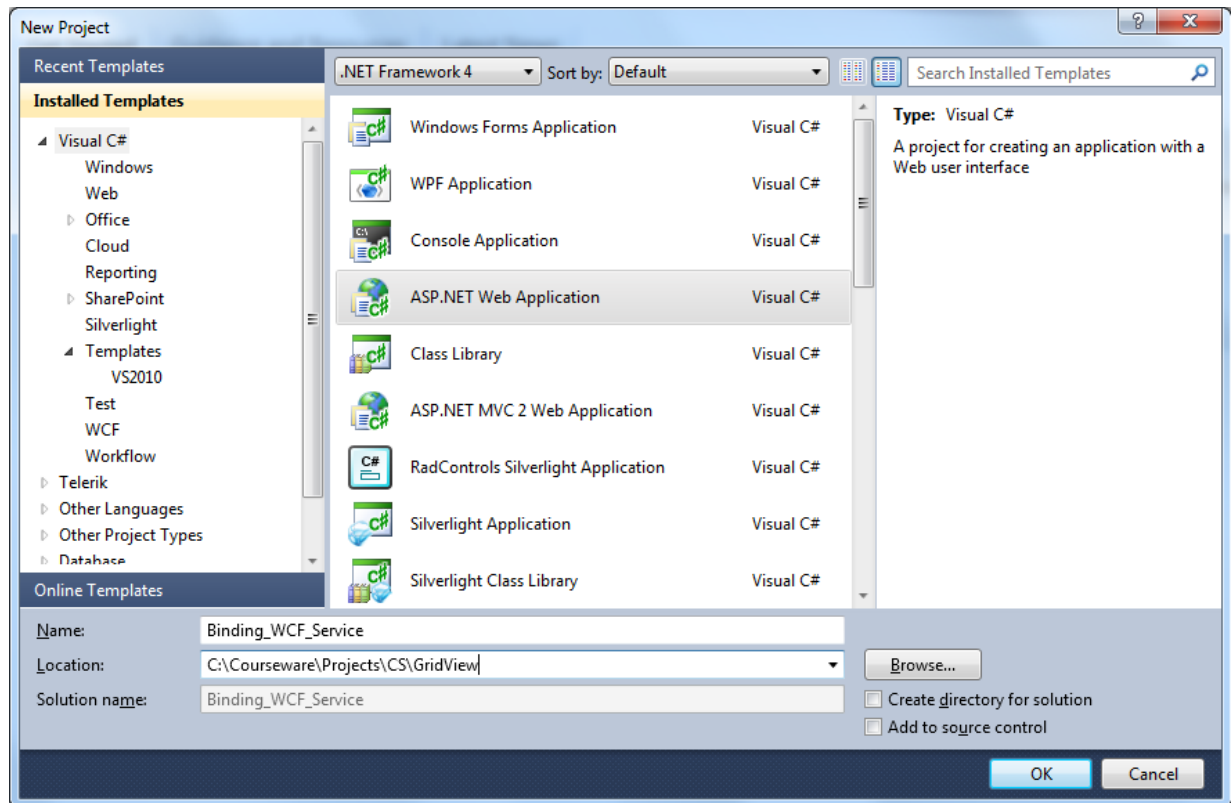 New Project
Recent Templates
Installed Templates
Visual C#
Windows
Web
Office
Cloud
Reporting
SharePoint
Silverlight
Templates
VS2010
Test
WCF
Workflow
Telerik
Other Languages
Other Project Types
Database
Online Templates
.NET Framework 4
Sort by: Default
Search Installed Templates
Windows Forms Application Visual C#
WPF Application Visual C#
Console Application Visual C#
ASP.NET Web Application Visual C#
Class Library Visual C#
ASP.NET MVC 2 Web Application Visual C#
RadControls Silverlight Application Visual C#
Silverlight Application Visual C#
Silverlight Class Library Visual C#
Type: Visual C#
A project for creating an application with a
Web user interface
Name: Binding_WCF_Service
Location: C:\Courseware\Projects\CS\GridView
Browse...
Solution name: Binding_WCF_Service
Create directory for solution
Add to source control
OK Cancel